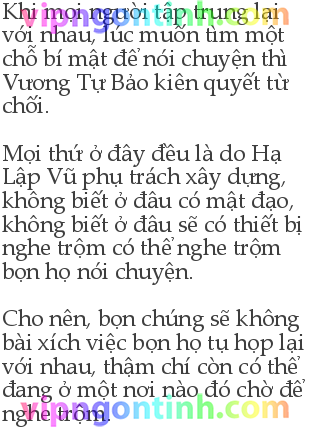 Khi mọi người tập trung lại
với nhau, lúc muốn tìm một
chỗ bí mật để nói chuyện thì
Vương Tự Bảo kiên quyết từ
chối.
Mọi thứ ở đây đều là do Hạ
Lập Vũ phụ trách xây dựng,
không biết ở đâu có mật đạo,
không biết ở đâu sẽ có thiết bị
nghe trộm có thể nghe trộm
bọn họ nói chuyện.
Cho nên, bọn chúng sẽ không
bài xích việc bọn họ tụ họp lại
với nhau, thậm chí còn có thể
đang ở một nơi nào đó chờ để
nghe trộm.
vipngontinh.com
vipngontinh.com